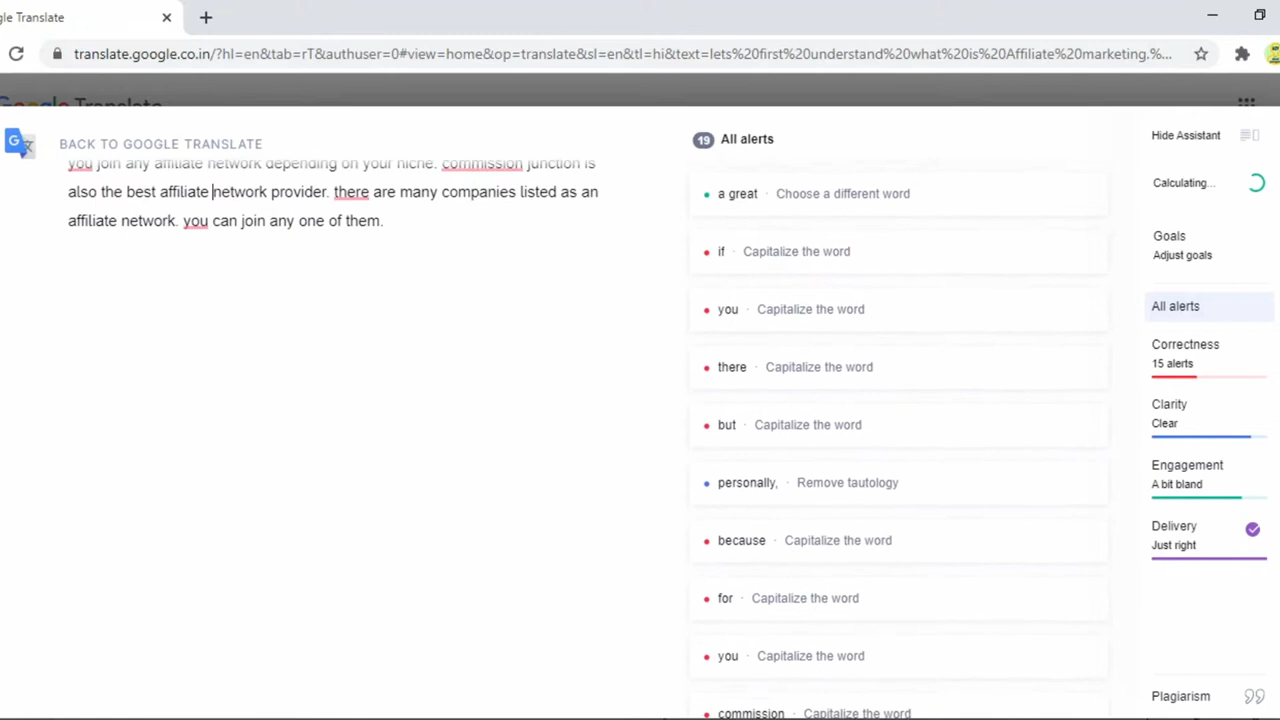 gle Translate
translate.google.co.in/?hl=en&tab=rT&authuser=0#view=home&op=translate&sl=en&tl=hi&text=lets%20first%20understand%20what%20is%20Affiliate%20marketing.%...
Google Translate
BACK TO GOOGLE TRANSLATE
you join any affiliate network depending on your niche. commission junction is
also the best affiliate network provider. there are many companies listed as an
affiliate network. you can join any one of them.
19 All alerts
a great · Choose a different word
if · Capitalize the word
you · Capitalize the word
there · Capitalize the word
but · Capitalize the word
personally, · Remove tautology
because · Capitalize the word
for · Capitalize the word
you · Capitalize the word
commission · Capitalize the word
Hide Assistant
Calculating...
Goals
Adjust goals
All alerts
Correctness
15 alerts
Clarity
Clear
Engagement
A bit bland
Delivery
Just right
Plagiarism